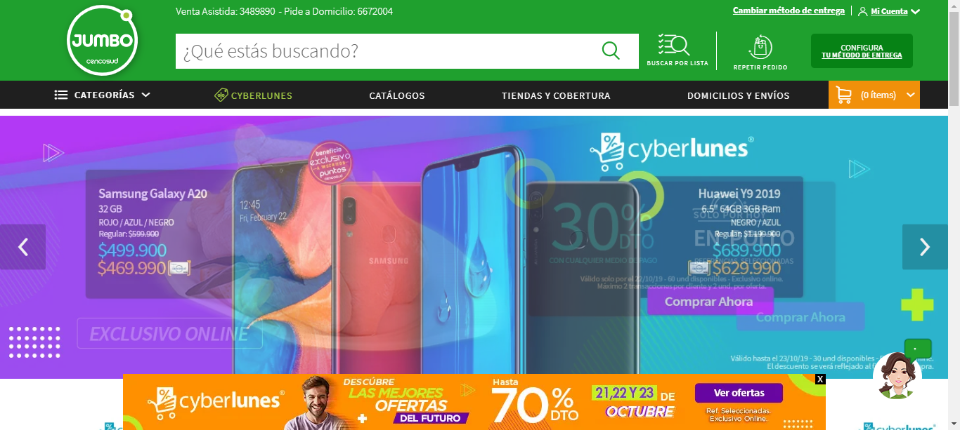 Venta Asistida: 3489890 - Pide a Domicilio: 6672004
Cambiar método de entrega
Mi Cuenta
JUMBO
cencosud
¿Qué estás buscando?
BUSCAR POR LISTA
REPETIR PEDIDO
CONFIGURA
TU MÉTODO DE ENTREGA
CATEGORÍAS
CYBERLUNES
CATÁLOGOS
TIENDAS Y COBERTURA
DOMICILIOS Y ENVÍOS
(0 ítems)
cyberlunes®
beneficio
exclusivo
puntos
Samsung Galaxy A20
32 GB
ROJO / AZUL / NEGRO
Regular: $599.900
$499.900
$469.990
12:45
Fri, February 22
SAMSUNG
30% DTO
CON CUALQUIER MEDIO DE PAGO
Huawei Y9 2019
6.5" 64GB 3GB Ram
SOLO POR HOY
NEGRO / AZUL
Regular:
$689.900
$629.990
Válido solo por el 23/10/19 - 60 und disponibles - Exclusivo online.
Máximo 2 transacciones por cliente y 2 und. por oferta.
Comprar Ahora
Comprar Ahora
EXCLUSIVO ONLINE
Válido hasta el 23/10/19 - 30 und disponibles
El descuento se verá reflejado al
cyberlunes®
DESCÚBRE
LAS MEJORES
OFERTAS
DEL FUTURO
Hasta
70% DTO
21,22 Y 23 DE
OCTUBRE
Ver ofertas
Ref. Seleccionadas
Exclusivo Online.
X
cyberlunes